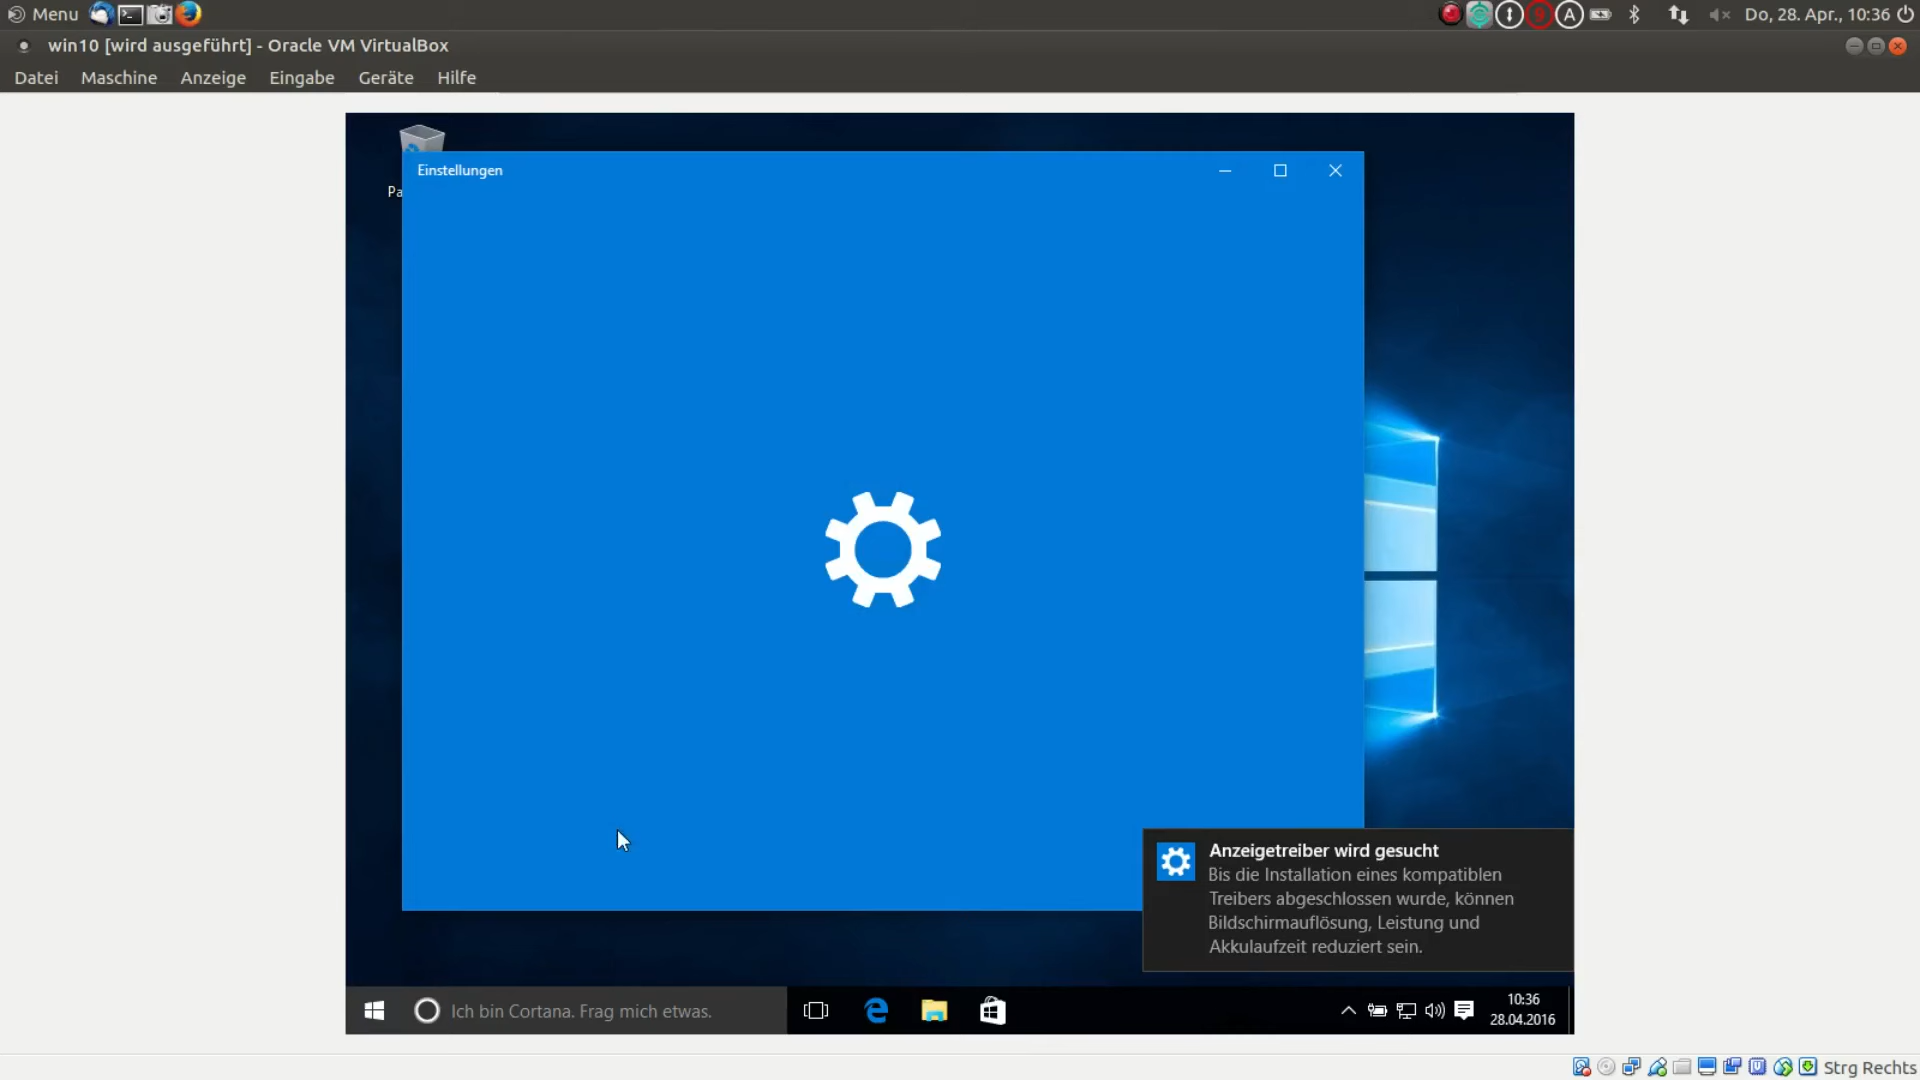 Menu
Do, 28. Apr., 10:36
win10 [wird ausgeführt] - Oracle VM VirtualBox
Datei Maschine Anzeige Eingabe Geräte Hilfe
Pa
Einstellungen
Anzeigetreiber wird gesucht
Bis die Installation eines kompatiblen
Treibers abgeschlossen wurde, können
Bildschirmauflösung, Leistung und
Akkulaufzeit reduziert sein.
Ich bin Cortana. Frag mich etwas.
10:36
28.04.2016
Strg Rechts